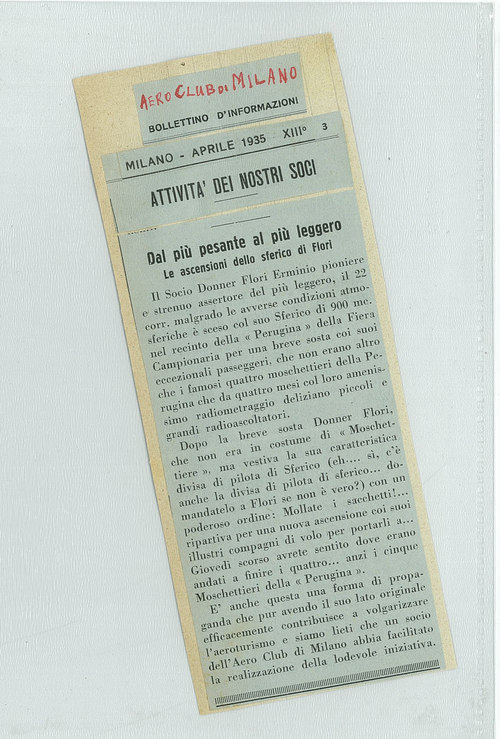 AERO CLUB DI MILANO
BOLLETTINO D'INFORMAZIONI
MILANO - APRILE 1935 XIII° 3
ATTIVITA' DEI NOSTRI SOCI
Dal più pesante al più leggero
Le ascensioni dello sferico di Flori
Il Socio Donner Flori Erminio pioniere
e strenuo assertore del più leggero, il 22
corr. malgrado le avverse condizioni atmo-
sferiche è sceso col suo Sferico di 900 mc.
nel recinto della « Perugina » della Fiera
Campionaria per una breve sosta coi suoi
eccezionali passeggeri, che non erano altro
che i famosi quattro moschettieri della Pe-
rugina che da quattro mesi col loro amenis-
simo radiometraggio deliziano piccoli e
grandi radioascoltatori.
Dopo la breve sosta Donner Flori,
che non era in costume di « Moschet-
tiere », ma vestiva la sua caratteristica
divisa di pilota di Sferico (eh.... sì, c'è
anche la divisa di pilota di sferico... do-
mandatelo a Flori se non è vero?) con un
poderoso ordine: Mollate i sacchetti!...
ripartiva per una nuova ascensione coi suoi
illustri compagni di volo per portarli a...
Giovedì scorso avrete sentito dove erano
andati a finire i quattro... anzi i cinque
Moschettieri della « Perugina ».
E' anche questa una forma di propa-
ganda che pur avendo il suo lato originale
efficacemente contribuisce a volgarizzare
l'aeroturismo e siamo lieti che un socio
dell'Aero Club di Milano abbia facilitato
la realizzazione della lodevole iniziativa.